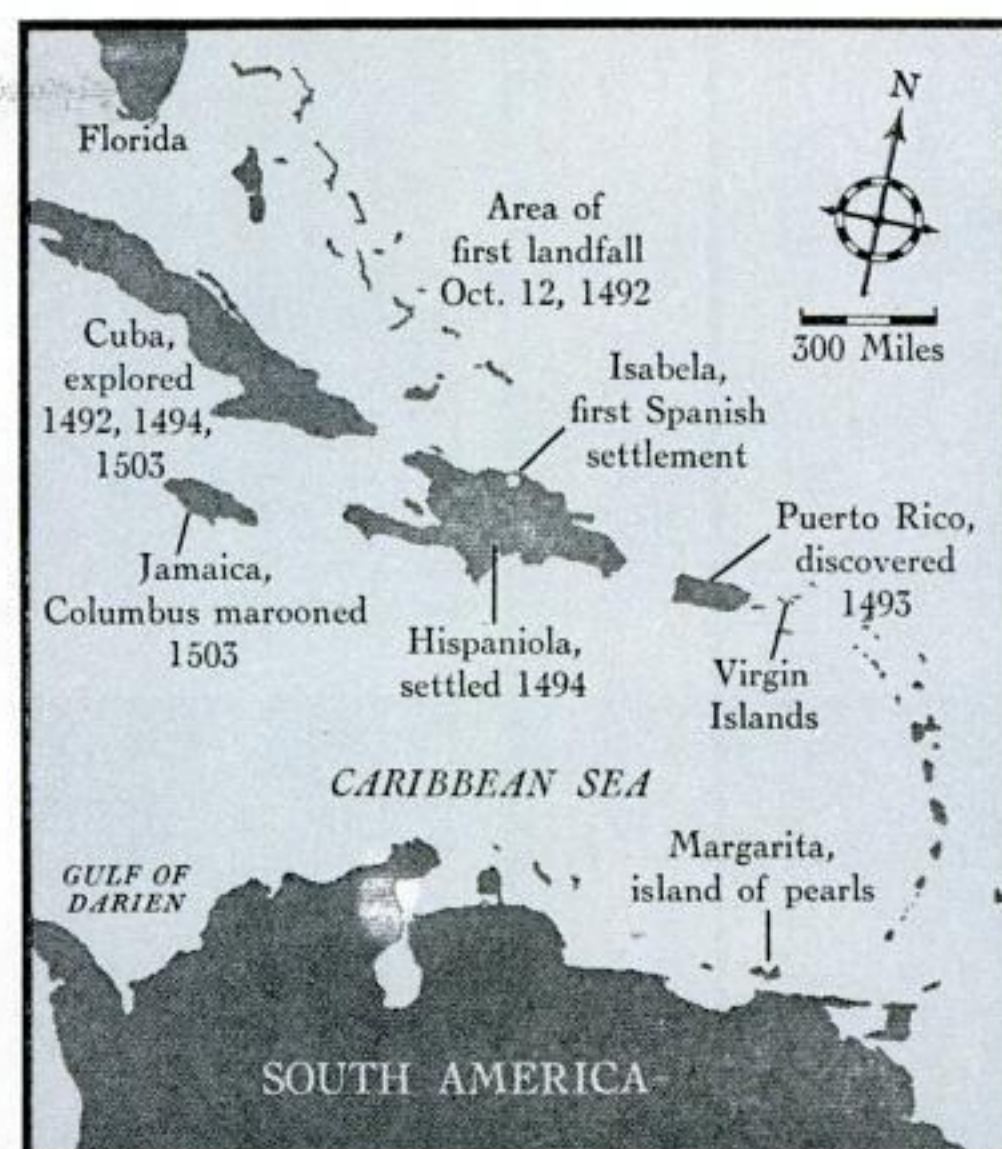 Florida
N
Area of
first landfall
Oct. 12, 1492
300 Miles
Cuba,
explored
1492, 1494,
1503
Isabela,
first Spanish
settlement
Jamaica,
Columbus marooned
1503
Hispaniola,
settled 1494
Puerto Rico,
discovered
1493
Virgin
Islands
CARIBBEAN SEA
GULF OF
DARIEN
Margarita,
island of pearls
SOUTH AMERICA